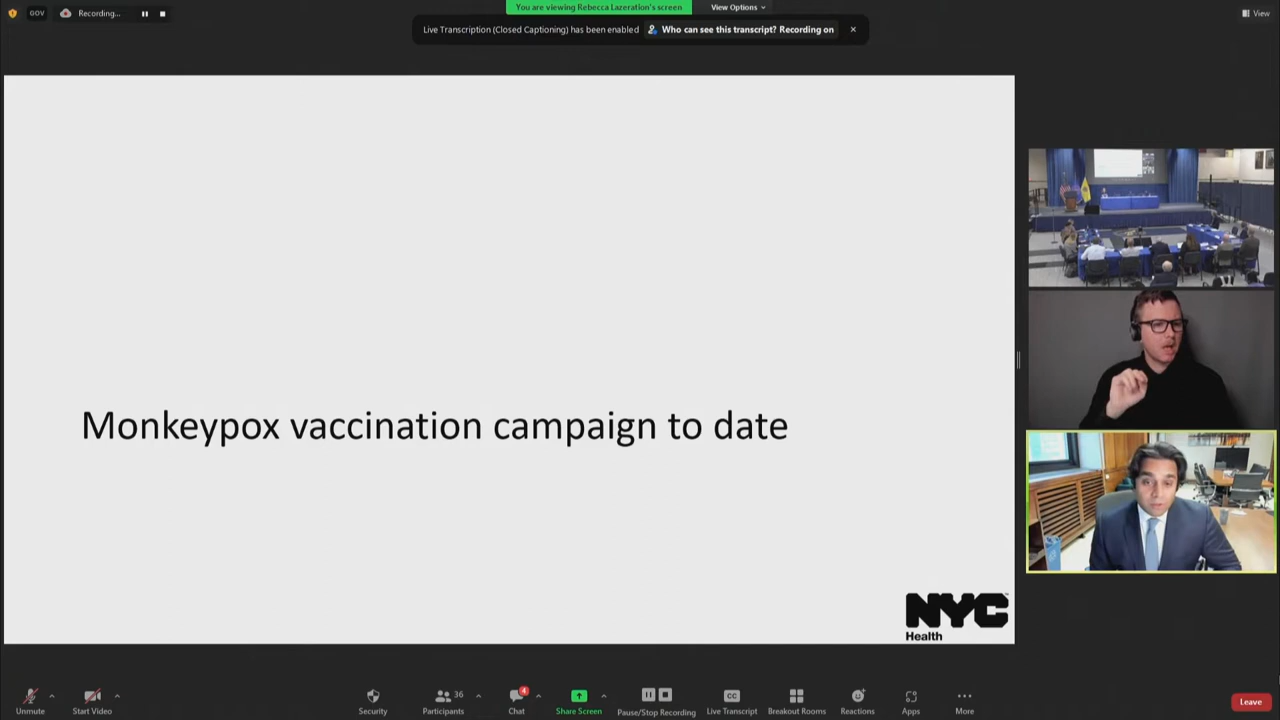 GOV
Recording...
You are viewing Rebecca Lazeration's screen
View Options
View
Live Transcription (Closed Captioning) has been enabled
Who can see this transcript? Recording on
Monkeypox vaccination campaign to date
NYC
Health
Unmute
Start Video
Security
36
Participants
4
Chat
Share Screen
Pause/Stop Recording
CC
Live Transcript
Breakout Rooms
Reactions
Apps
More
Leave